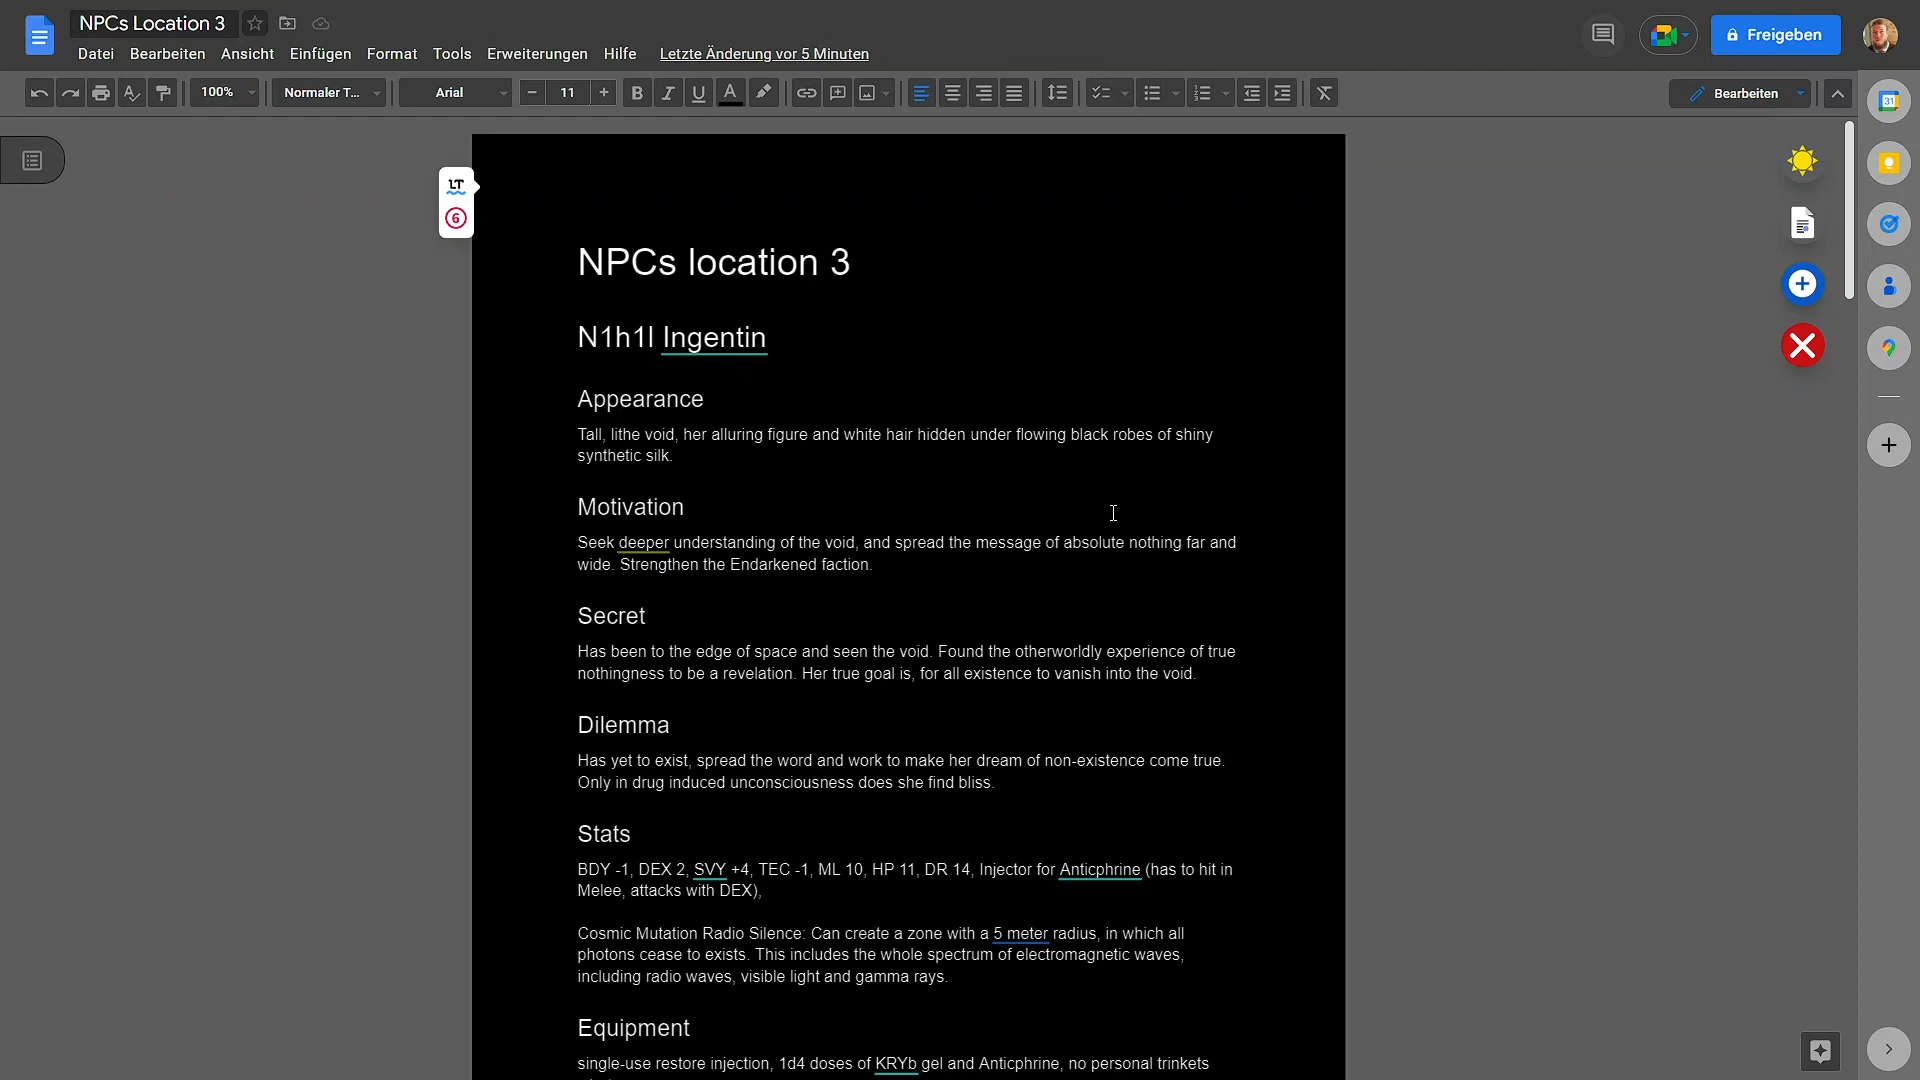 NPCs Location 3
Datei Bearbeiten Ansicht Einfügen Format Tools Erweiterungen Hilfe Letzte Änderung vor 5 Minuten
Freigeben
100% Normaler T... Arial 11 B I U A Bearbeiten
31
LT
6
NPCs location 3
N1h1l Ingentin
Appearance
Tall, lithe void, her alluring figure and white hair hidden under flowing black robes of shiny
synthetic silk.
Motivation
Seek deeper understanding of the void, and spread the message of absolute nothing far and
wide. Strengthen the Endarkened faction.
Secret
Has been to the edge of space and seen the void. Found the otherworldly experience of true
nothingness to be a revelation. Her true goal is, for all existence to vanish into the void.
Dilemma
Has yet to exist, spread the word and work to make her dream of non-existence come true.
Only in drug induced unconsciousness does she find bliss.
Stats
BDY -1, DEX 2, SVY +4, TEC -1, ML 10, HP 11, DR 14, Injector for Anticphrine (has to hit in
Melee, attacks with DEX),
Cosmic Mutation Radio Silence: Can create a zone with a 5 meter radius, in which all
photons cease to exists. This includes the whole spectrum of electromagnetic waves,
including radio waves, visible light and gamma rays.
Equipment
single-use restore injection, 1d4 doses of KRYb gel and Anticphrine, no personal trinkets